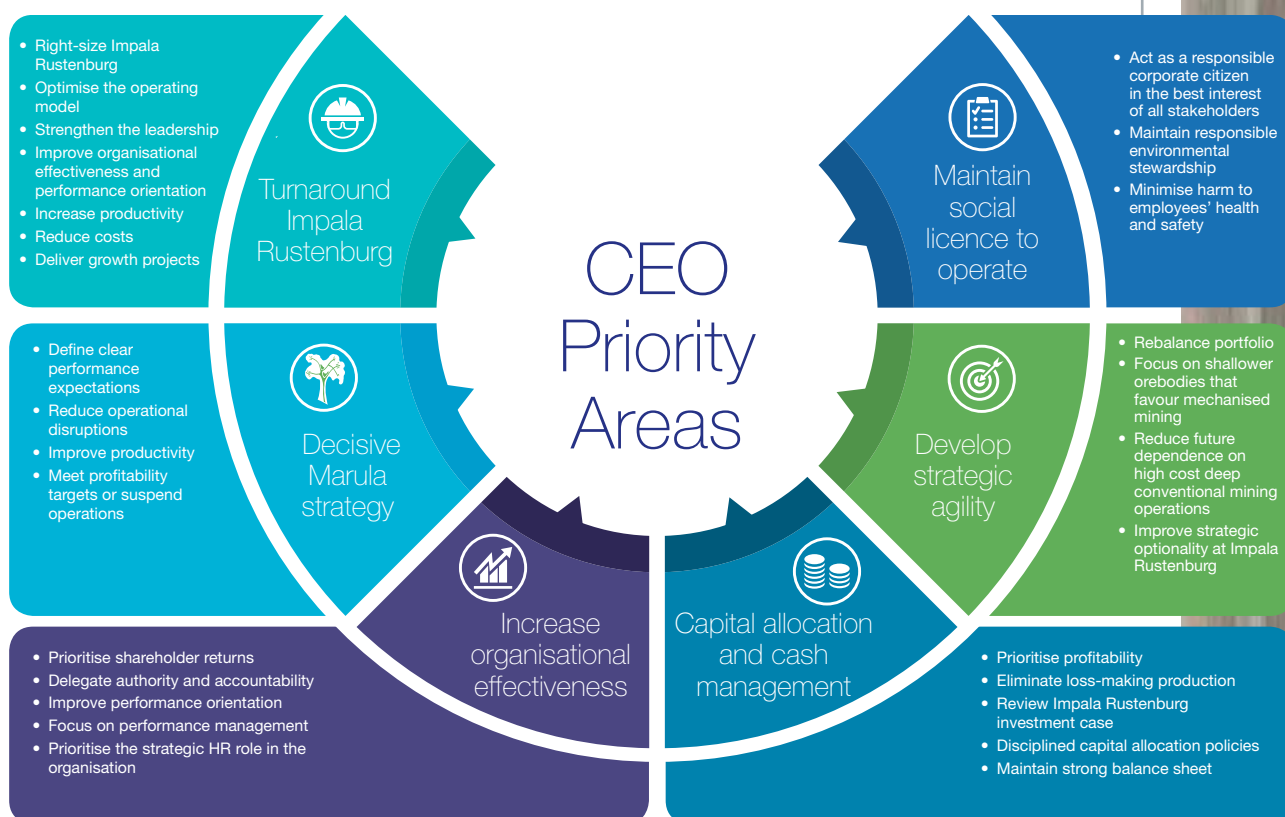 CEO
Priority
Areas
• Right-size Impala
Rustenburg
• Optimise the operating
model
• Strengthen the leadership
• Improve organisational
effectiveness and
performance orientation
• Increase productivity
• Reduce costs
• Deliver growth projects
Turnaround
Impala
Rustenburg
• Define clear
performance
expectations
• Reduce operational
disruptions
• Improve productivity
• Meet profitability
targets or suspend
operations
Decisive
Marula
strategy
• Prioritise shareholder returns
• Delegate authority and accountability
• Improve performance orientation
• Focus on performance management
• Prioritise the strategic HR role in the
organisation
Increase
organisational
effectiveness
Capital allocation
and cash
management
• Prioritise profitability
• Eliminate loss-making production
• Review Impala Rustenburg
investment case
• Disciplined capital allocation policies
• Maintain strong balance sheet
Develop
strategic
agility
• Rebalance portfolio
• Focus on shallower
orebodies that
favour mechanised
mining
• Reduce future
dependence on
high cost deep
conventional mining
operations
• Improve strategic
optionality at Impala
Rustenburg
Maintain
social
licence to
operate
• Act as a responsible
corporate citizen
in the best interest
of all stakeholders
• Maintain responsible
environmental
stewardship
• Minimise harm to
employees’ health
and safety